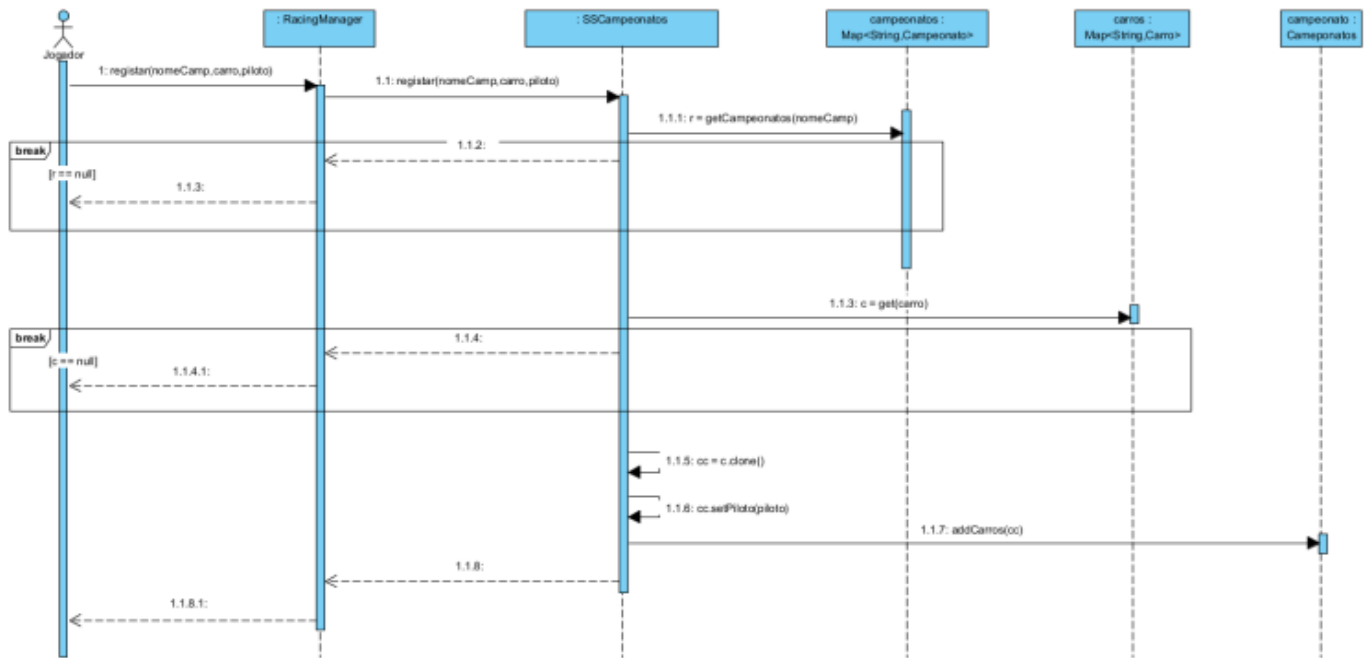 : RacingManager
: SSCampeonatos
campeonatos :
Map<String,Campeonato>
carros :
Map<String,Carro>
campeonato :
Cameponatos
Jogador
1: registar(nomeCamp,carro,piloto)
1.1: registar(nomeCamp,carro,piloto)
1.1.1: r = getCampeonatos(nomeCamp)
break
1.1.2:
[r == null]
1.1.3:
1.1.3: c = get(carro)
break
1.1.4:
[c == null]
1.1.4.1:
1.1.5: cc = c.clone()
1.1.6: cc.setPiloto(piloto)
1.1.7: addCarros(cc)
1.1.8:
1.1.8.1: